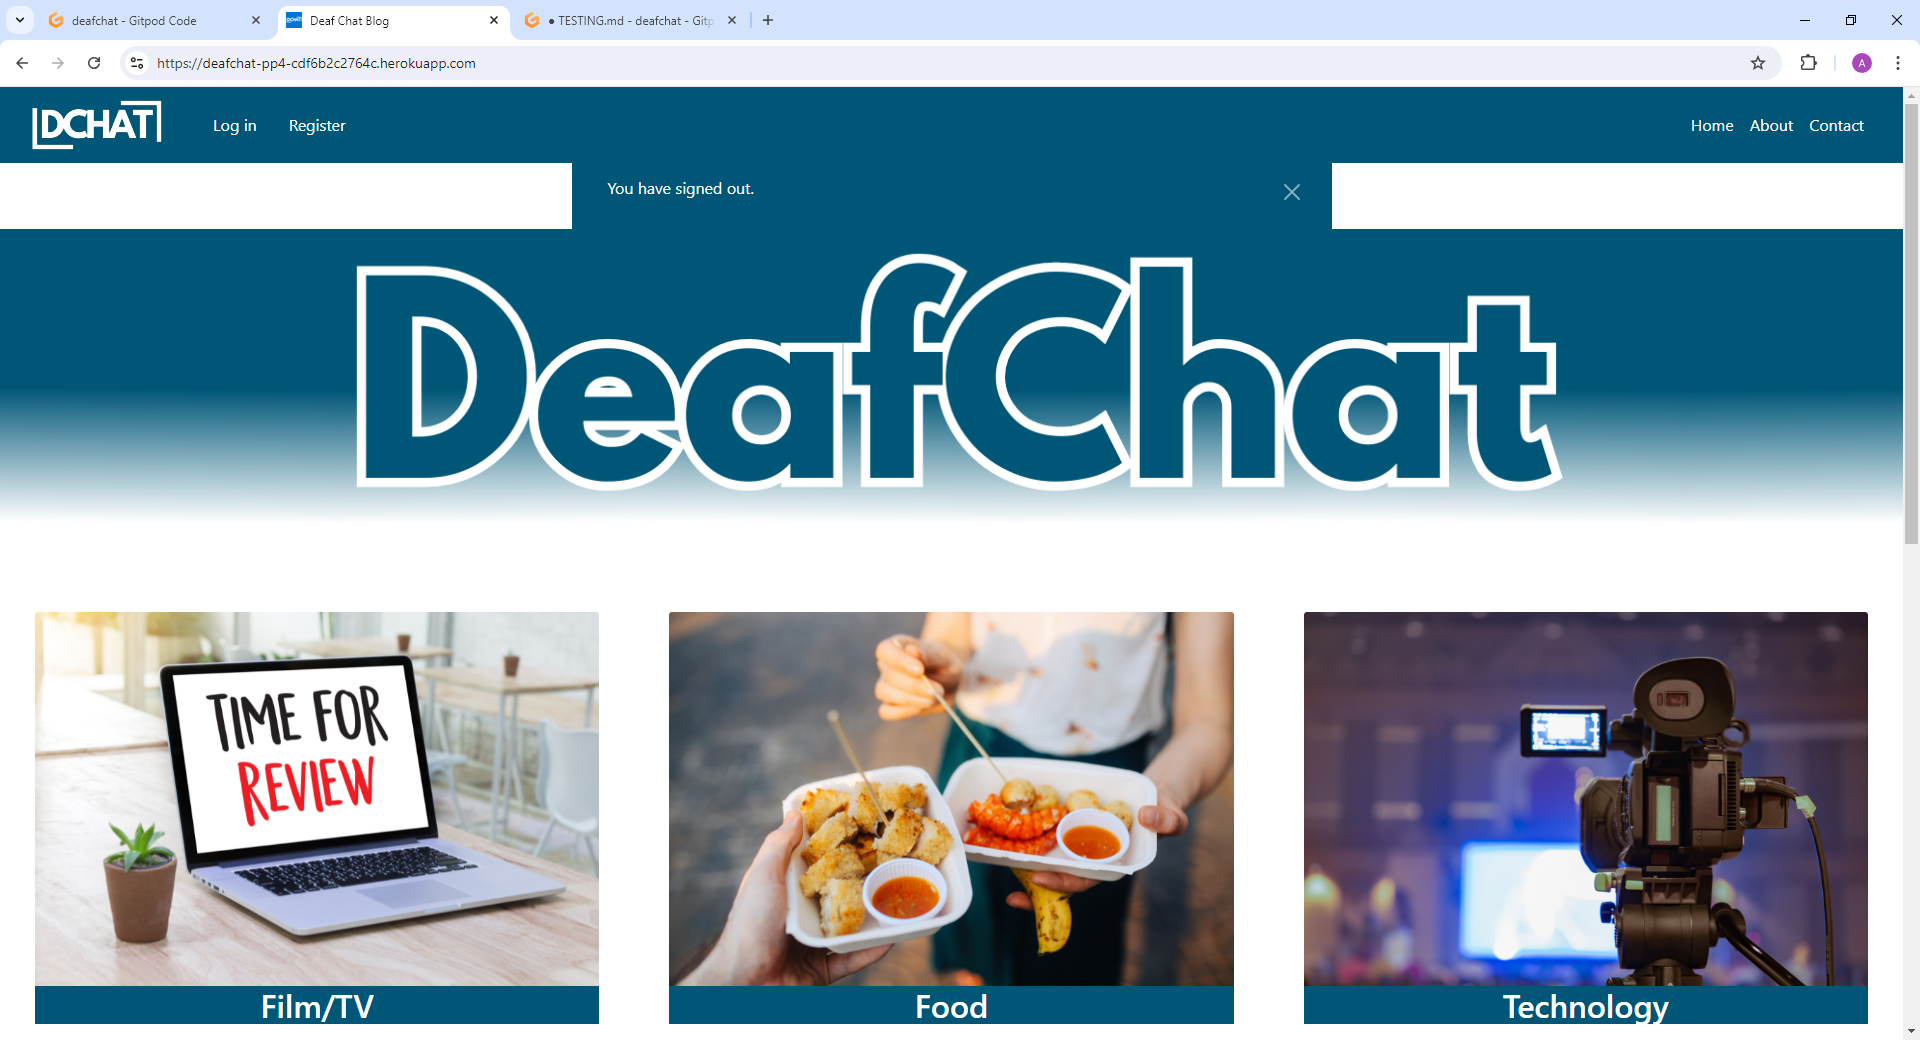 deafchat - Gitpod Code
Deaf Chat Blog
● TESTING.md - deafchat - Gitp
https://deafchat-pp4-cdf6b2c2764c.herokuapp.com
A
DCHAT
Log in
Register
Home
About
Contact
You have signed out.
DeafChat
TIME FOR
REVIEW
Film/TV
Food
Technology